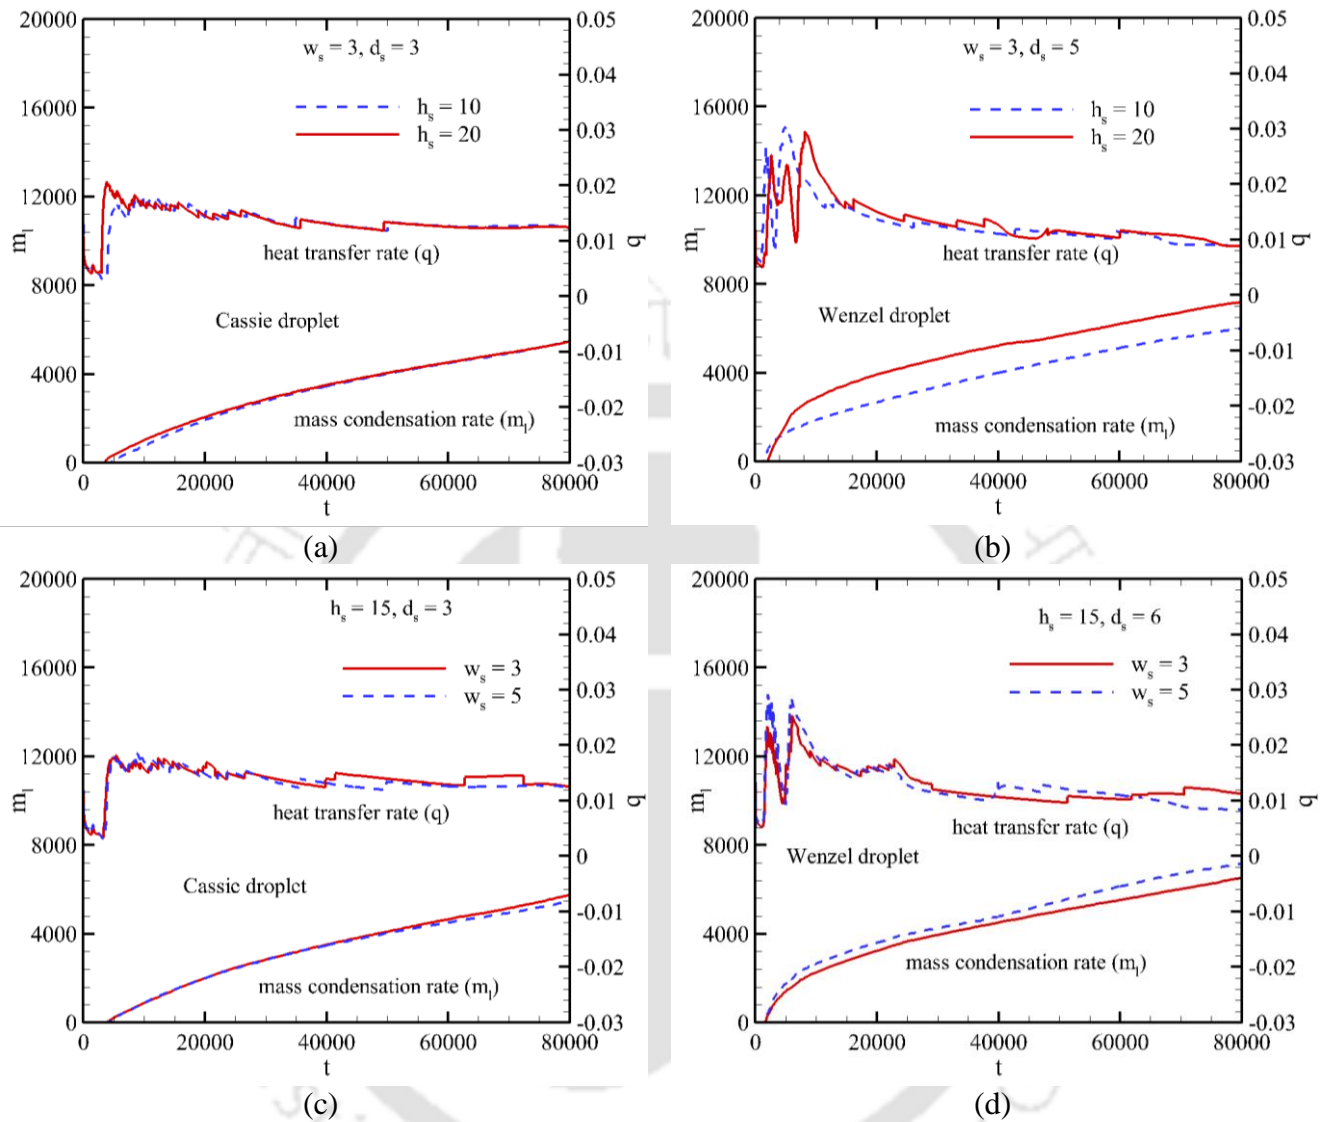 20000
16000
12000
8000
4000
0
m_l
0.05
0.04
0.03
0.02
0.01
0
-0.01
-0.02
-0.03
q
w_s = 3, d_s = 3
h_s = 10
h_s = 20
heat transfer rate (q)
Cassie droplet
mass condensation rate (m_l)
0 20000 40000 60000 80000
t
(a)
20000
16000
12000
8000
4000
0
m_l
0.05
0.04
0.03
0.02
0.01
0
-0.01
-0.02
-0.03
q
w_s = 3, d_s = 5
h_s = 10
h_s = 20
heat transfer rate (q)
Wenzel droplet
mass condensation rate (m_l)
0 20000 40000 60000 80000
t
(b)
20000
16000
12000
8000
4000
0
m_l
0.05
0.04
0.03
0.02
0.01
0
-0.01
-0.02
-0.03
q
h_s = 15, d_s = 3
w_s = 3
w_s = 5
heat transfer rate (q)
Cassie droplet
mass condensation rate (m_l)
0 20000 40000 60000 80000
t
(c)
20000
16000
12000
8000
4000
0
m_l
0.05
0.04
0.03
0.02
0.01
0
-0.01
-0.02
-0.03
q
h_s = 15, d_s = 6
w_s = 3
w_s = 5
heat transfer rate (q)
Wenzel droplet
mass condensation rate (m_l)
0 20000 40000 60000 80000
t
(d)